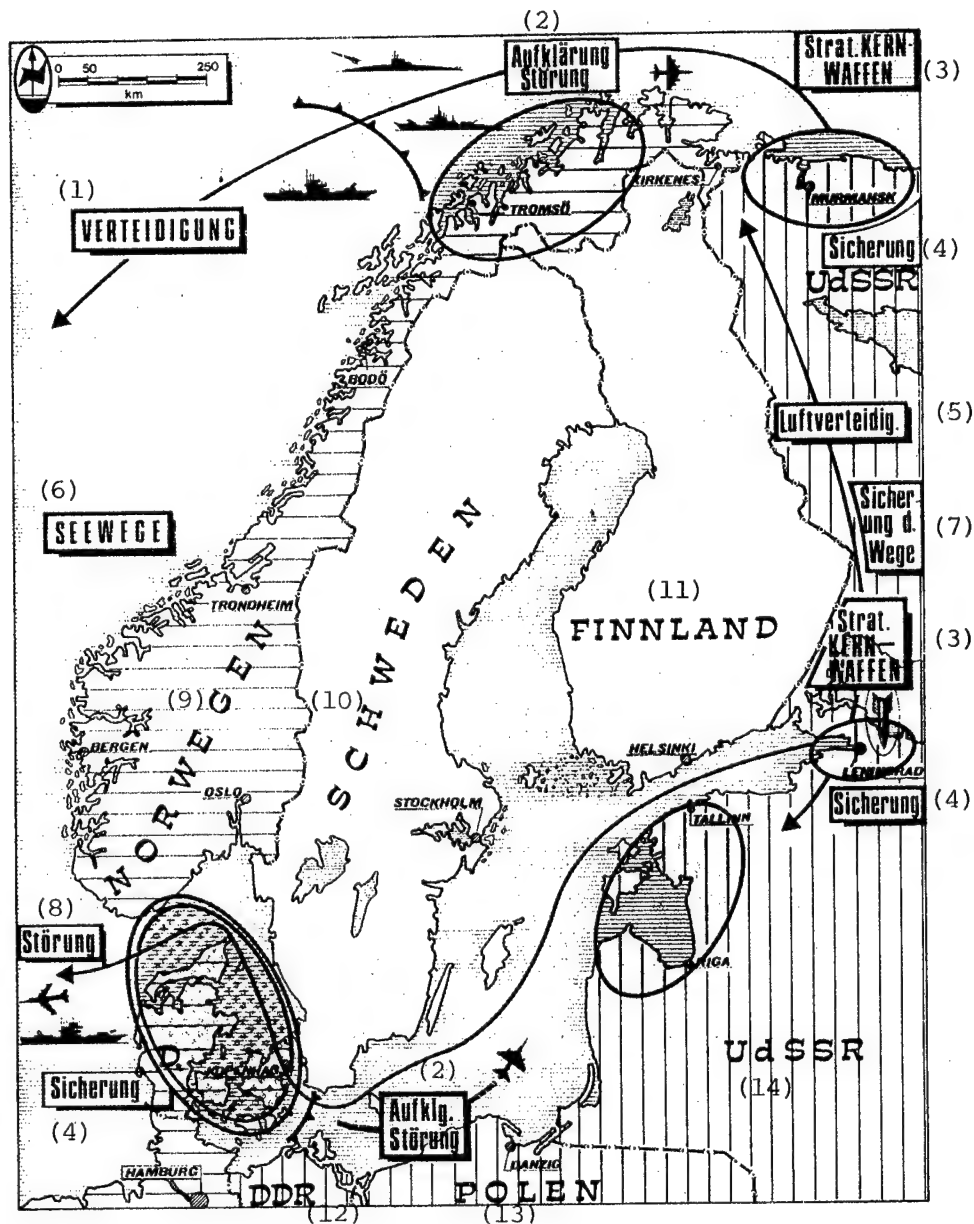 (2)
0 50 250
km
Aufklärung
Störung
Strat. KERN-
WAFFEN
(3)
(1)
VERTEIDIGUNG
KIRKENES
MURMANSK
TROMSÖ
Sicherung
(4)
UdSSR
BODÖ
Luftverteidig.
(5)
(6)
SEEWEGE
Sicher-
ung d.
Wege
(7)
TRONDHEIM
(11)
FINNLAND
Strat.
KERN-
WAFFEN
(3)
NORWEGEN
(9)
(10)
SCHWEDEN
BERGEN
OSLO
HELSINKI
LENINGRAD
STOCKHOLM
TALLINN
Sicherung
(4)
(8)
Störung
RIGA
D
KOPENHAG
UdSSR
(14)
Sicherung
(4)
(2)
Aufklg.
Störung
HAMBURG
DANZIG
DDR
POLEN
(12)
(13)